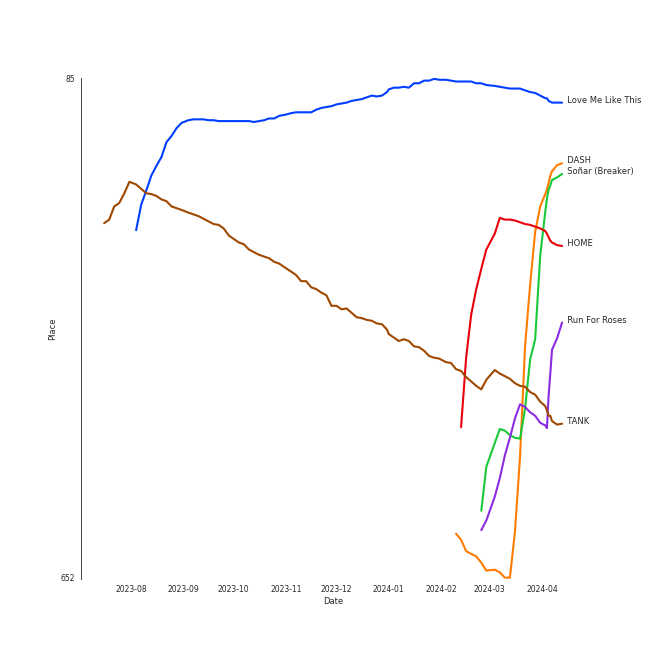 85
Love Me Like This
DASH
Soñar (Breaker)
HOME
Run For Roses
TANK
Place
652
2023-08 2023-09 2023-10 2023-11 2023-12 2024-01 2024-02 2024-03 2024-04
Date